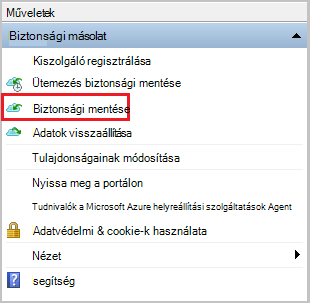 Műveletek
Biztonsági másolat
Kiszolgáló regisztrálása
Ütemezés biztonsági mentése
Biztonsági mentése
Adatok visszaállítása
Tulajdonságainak módosítása
Nyissa meg a portálon
Tudnivalók a Microsoft Azure helyreállítási szolgáltatások Agent
Adatvédelmi & cookie-k használata
Nézet
segítség